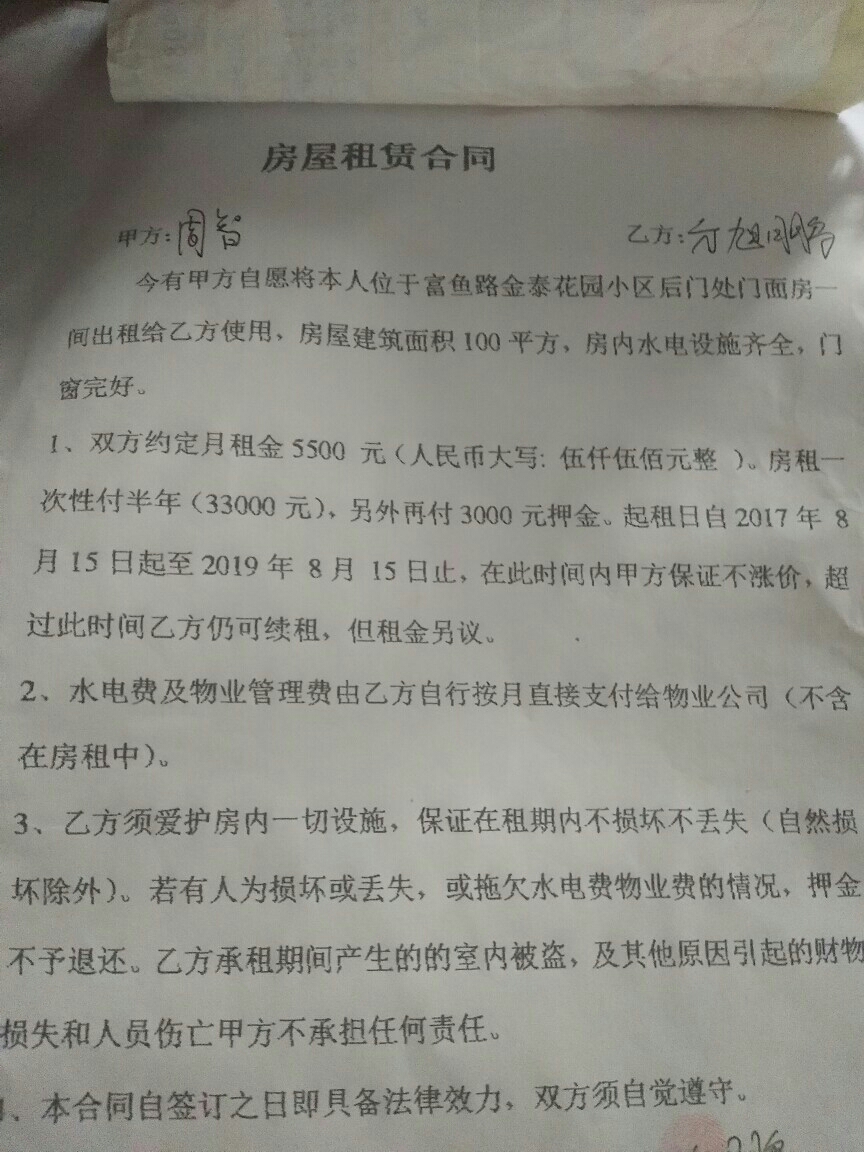 房屋租赁合同
甲方：周智 乙方：
今有甲方自愿将本人位于富鱼路金泰花园小区后门处门面房一
间出租给乙方使用、房屋建筑面积100平方、房内水电设施齐全，门
窗完好。
1、双方约定月租金5500 元（人民币大写: 伍仟伍佰元整 ）。房租一
次性付半年（33000 元）、另外再付3000 元押金。起租日自2017 年 8
月 15 日起至 2019 年 8 月 15 日止，在此时间内甲方保证不涨价，超
过此时间乙方仍可续租，但租金另议。
2、水电费及物业管理费由乙方自行按月直接支付给物业公司（不含
在房租中）。
3、乙方须爱护房内一切设施，保证在租期内不损坏不丢失（自然损
坏除外）。若有人为损坏或丢失，或拖欠水电费物业费的情况，押金
不予退还。乙方承租期间产生的的室内被盗，及其他原因引起的财物
损失和人员伤亡甲方不承担任何责任。
、本合同自签订之日即具备法律效力，双方须自觉遵守。